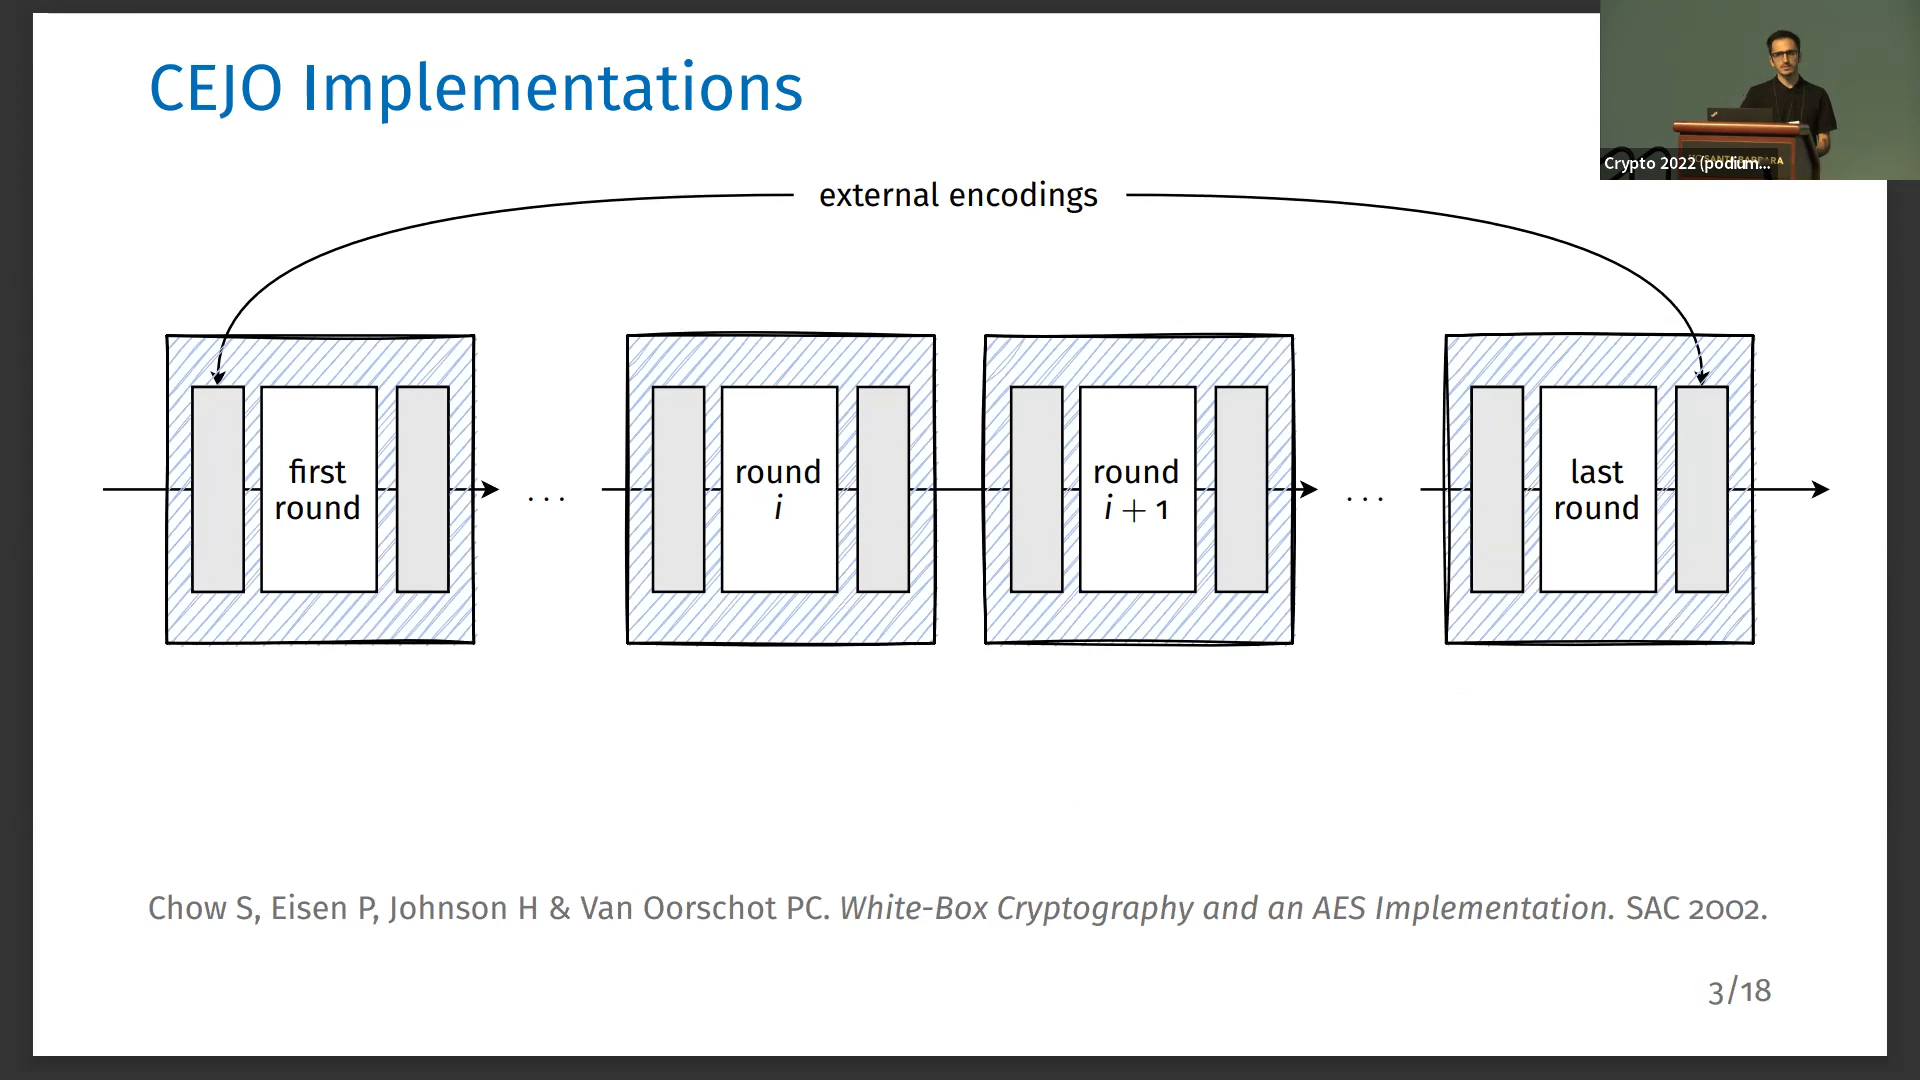 CEJO Implementations
external encodings
first
round
. . .
round
i
round
i + 1
. . .
last
round
Crypto 2022 (podium...
Chow S, Eisen P, Johnson H & Van Oorschot PC. White-Box Cryptography and an AES Implementation. SAC 2002.
3/18